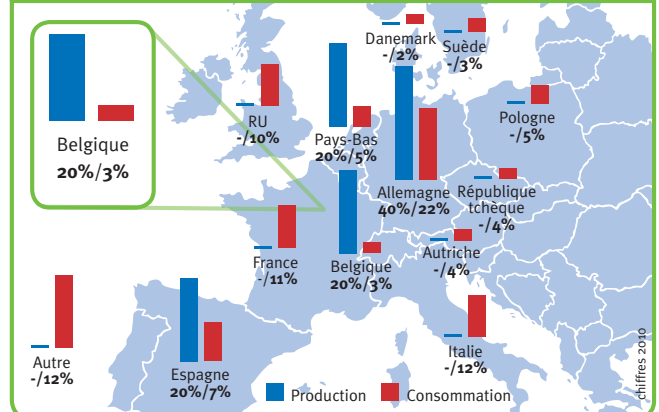 Danemark
-/2%
Suède
-/3%
Belgique
20%/3%
RU
-/10%
Pays-Bas
20%/5%
Pologne
-/5%
Allemagne
40%/22%
République
tchèque
-/4%
France
-/11%
Belgique
20%/3%
Autriche
-/4%
Autre
-/12%
Espagne
20%/7%
Italie
-/12%
Production
Consommation
chiffres 2010